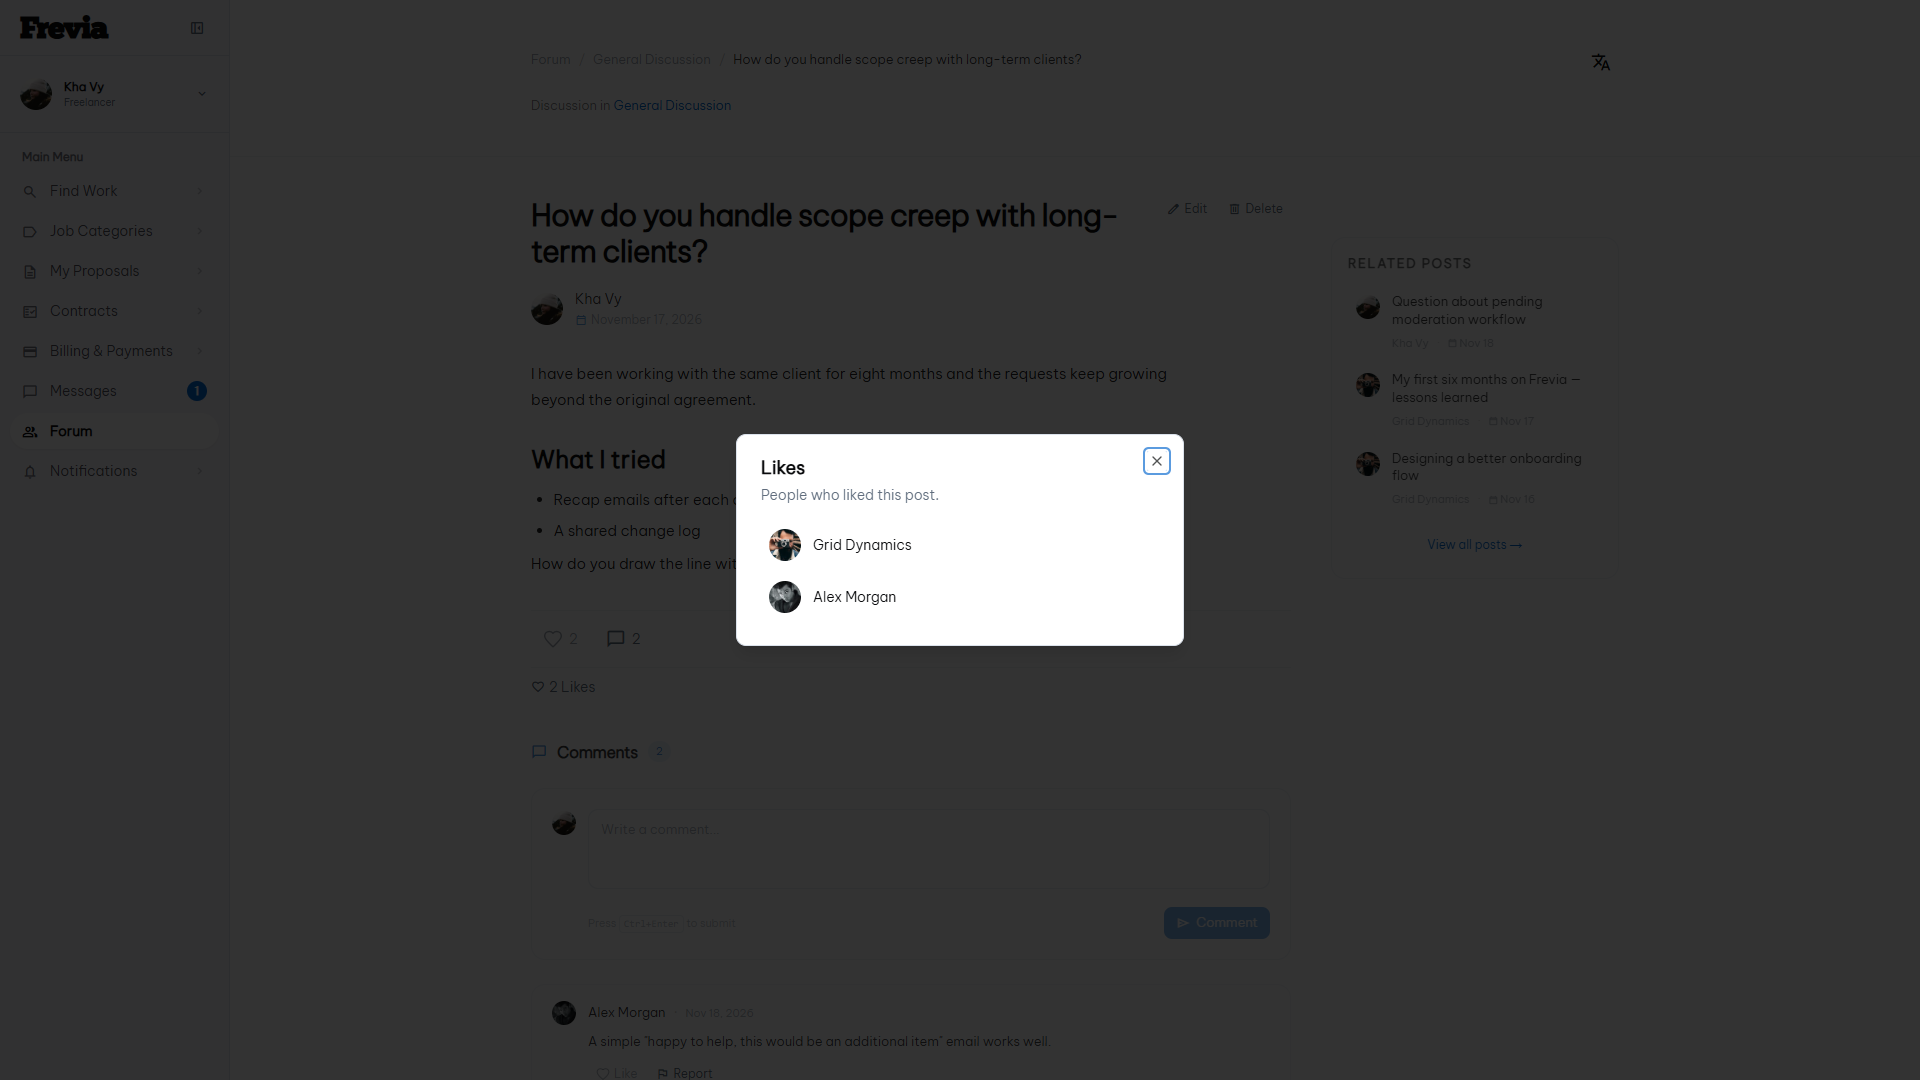 Frevia
Kha Vy
Freelancer
Main Menu
Find Work
Job Categories
My Proposals
Contracts
Billing & Payments
Messages
1
Forum
Notifications
Forum / General Discussion / How do you handle scope creep with long-term clients?
Discussion in General Discussion
How do you handle scope creep with long-
term clients?
Edit
Delete
Kha Vy
November 17, 2026
I have been working with the same client for eight months and the requests keep growing
beyond the original agreement.
What I tried
• Recap emails after each
• A shared change log
How do you draw the line
2
2
2 Likes
Comments 2
Write a comment...
Press Ctrl+Enter to submit
Comment
Alex Morgan · Nov 18, 2026
A simple "happy to help, this would be an additional item" email works well.
Like
Report
RELATED POSTS
Question about pending
moderation workflow
Kha Vy
Nov 18
My first six months on Frevia —
lessons learned
Grid Dynamics
Nov 17
Designing a better onboarding
flow
Grid Dynamics
Nov 16
View all posts →
Likes
People who liked this post.
Grid Dynamics
Alex Morgan